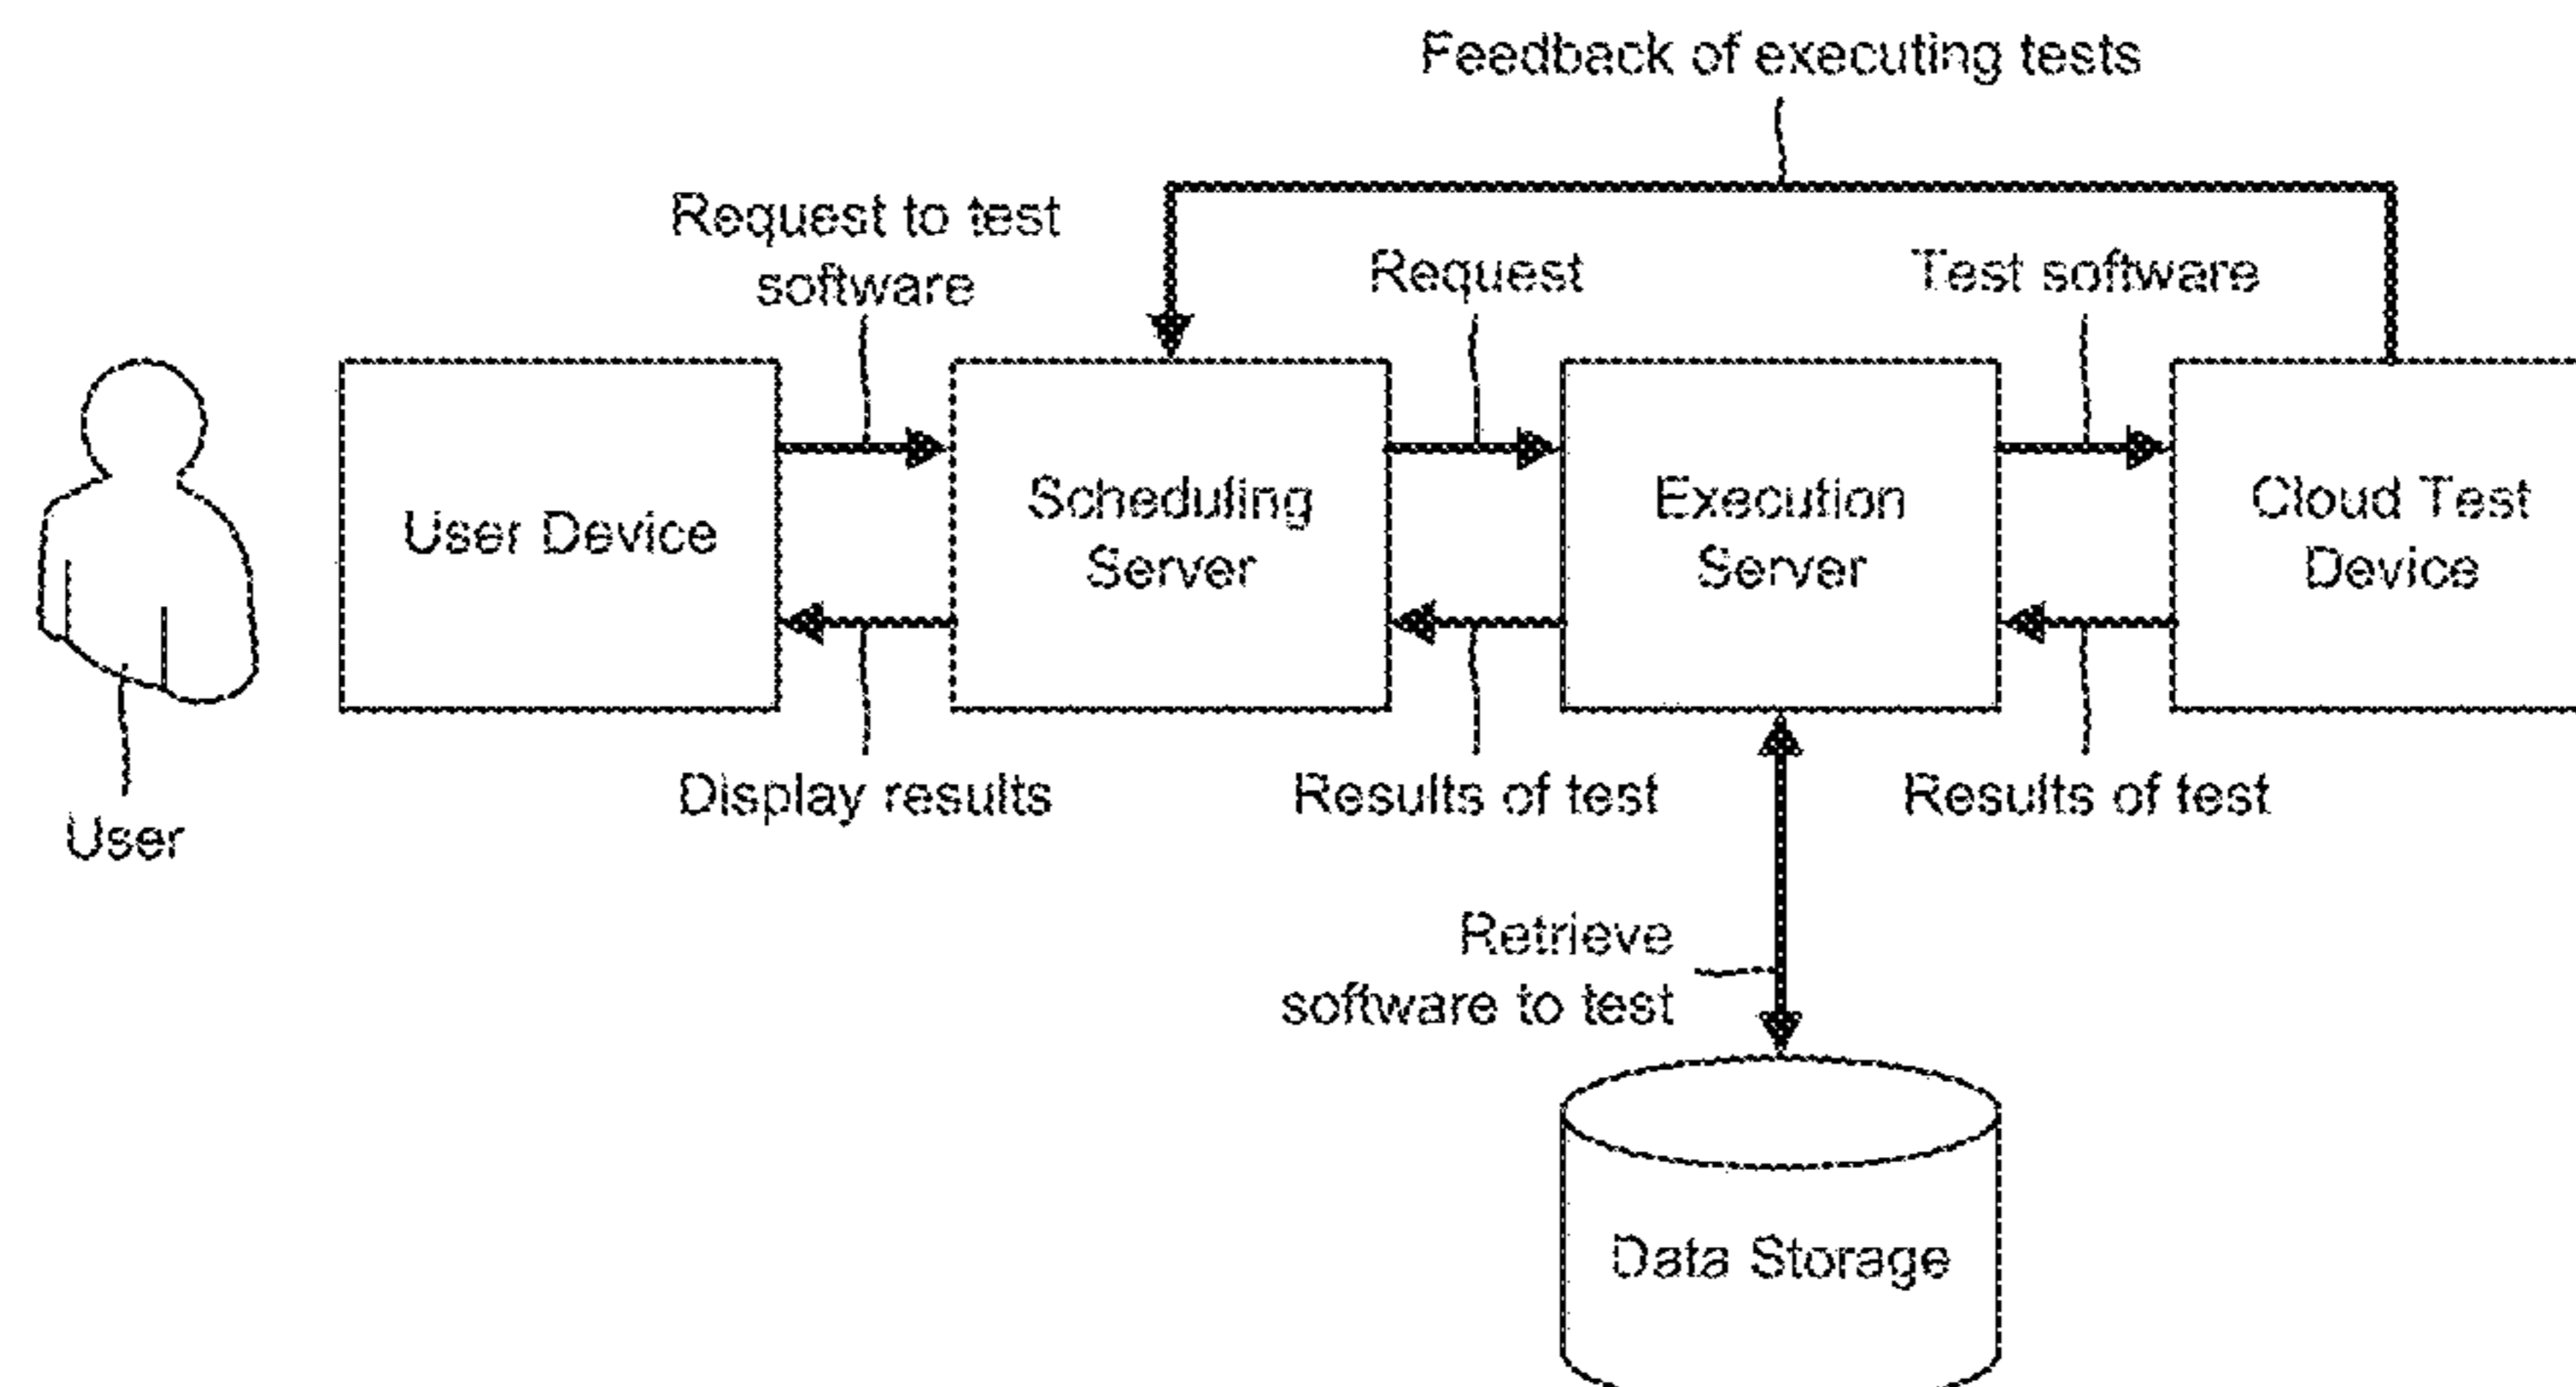 Feedback of executing tests
Request to test
software
Request
Test software
User Device
Scheduling
Server
Execution
Server
Cloud Test
Device
Display results
Results of test
Results of test
User
Retrieve
software to test
Data Storage